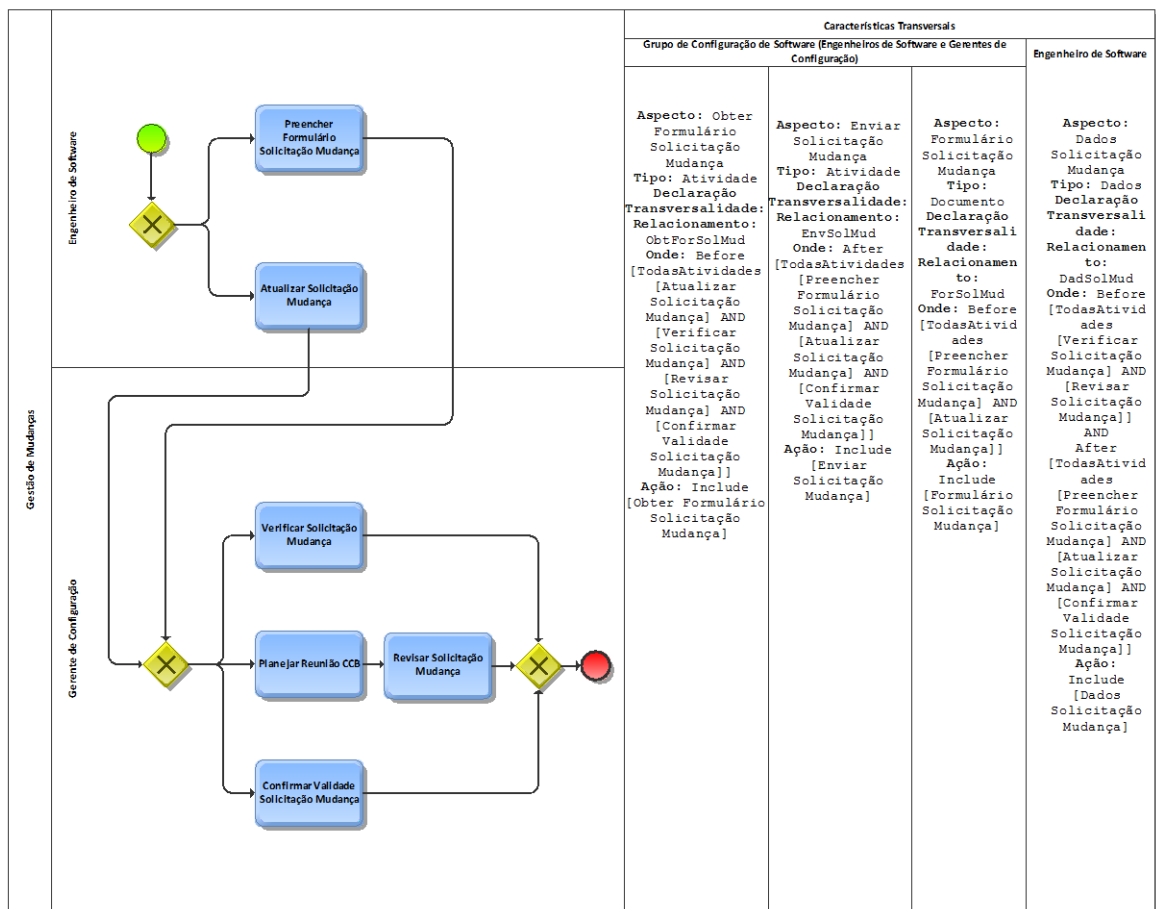 Gestão de Mudanças
Engenheiro de Software
Preencher
Formulário
Solicitação Mudança
Atualizar Solicitação
Mudança
Gerente de Configuração
Verificar Solicitação
Mudança
Planejar Reunião CCB
Revisar Solicitação
Mudança
Confirmar Validade
Solicitação Mudança
Características Transversais
Grupo de Configuração de Software (Engenheiros de Software e Gerentes de
Configuração)
Engenheiro de Software
Aspecto: Obter
Formulário
Solicitação
Mudança
Tipo: Atividade
Declaração
Transversalidade:
Relacionamento:
ObtForSolMud
Onde: Before
[TodasAtividades
[Atualizar
Solicitação
Mudança] AND
[Verificar
Solicitação
Mudança] AND
[Revisar
Solicitação
Mudança] AND
[Confirmar
Validade
Solicitação
Mudança]]
Ação: Include
[Obter Formulário
Solicitação
Mudança]
Aspecto: Enviar
Solicitação
Mudança
Tipo: Atividade
Declaração
Transversalidade:
Relacionamento:
EnvSolMud
Onde: After
[TodasAtividades
[Preencher
Formulário
Solicitação
Mudança] AND
[Atualizar
Solicitação
Mudança] AND
[Confirmar
Validade
Solicitação
Mudança]]
Ação: Include
[Enviar
Solicitação
Mudança]
Aspecto:
Formulário
Solicitação
Mudança
Tipo:
Documento
Declaração
Transversali
dade:
Relacionamen
to:
ForSolMud
Onde: Before
[TodasAtivid
ades
[Preencher
Formulário
Solicitação
Mudança] AND
[Atualizar
Solicitação
Mudança]]
Ação:
Include
[Formulário
Solicitação
Mudança]
Aspecto:
Dados
Solicitação
Mudança
Tipo: Dados
Declaração
Transversali
dade:
Relacionamen
to:
DadSolMud
Onde: Before
[TodasAtivid
ades
[Verificar
Solicitação
Mudança] AND
[Revisar
Solicitação
Mudança]]
AND
After
[TodasAtivid
ades
[Preencher
Formulário
Solicitação
Mudança] AND
[Atualizar
Solicitação
Mudança] AND
[Confirmar
Validade
Solicitação
Mudança]]
Ação:
Include
[Dados
Solicitação
Mudança]